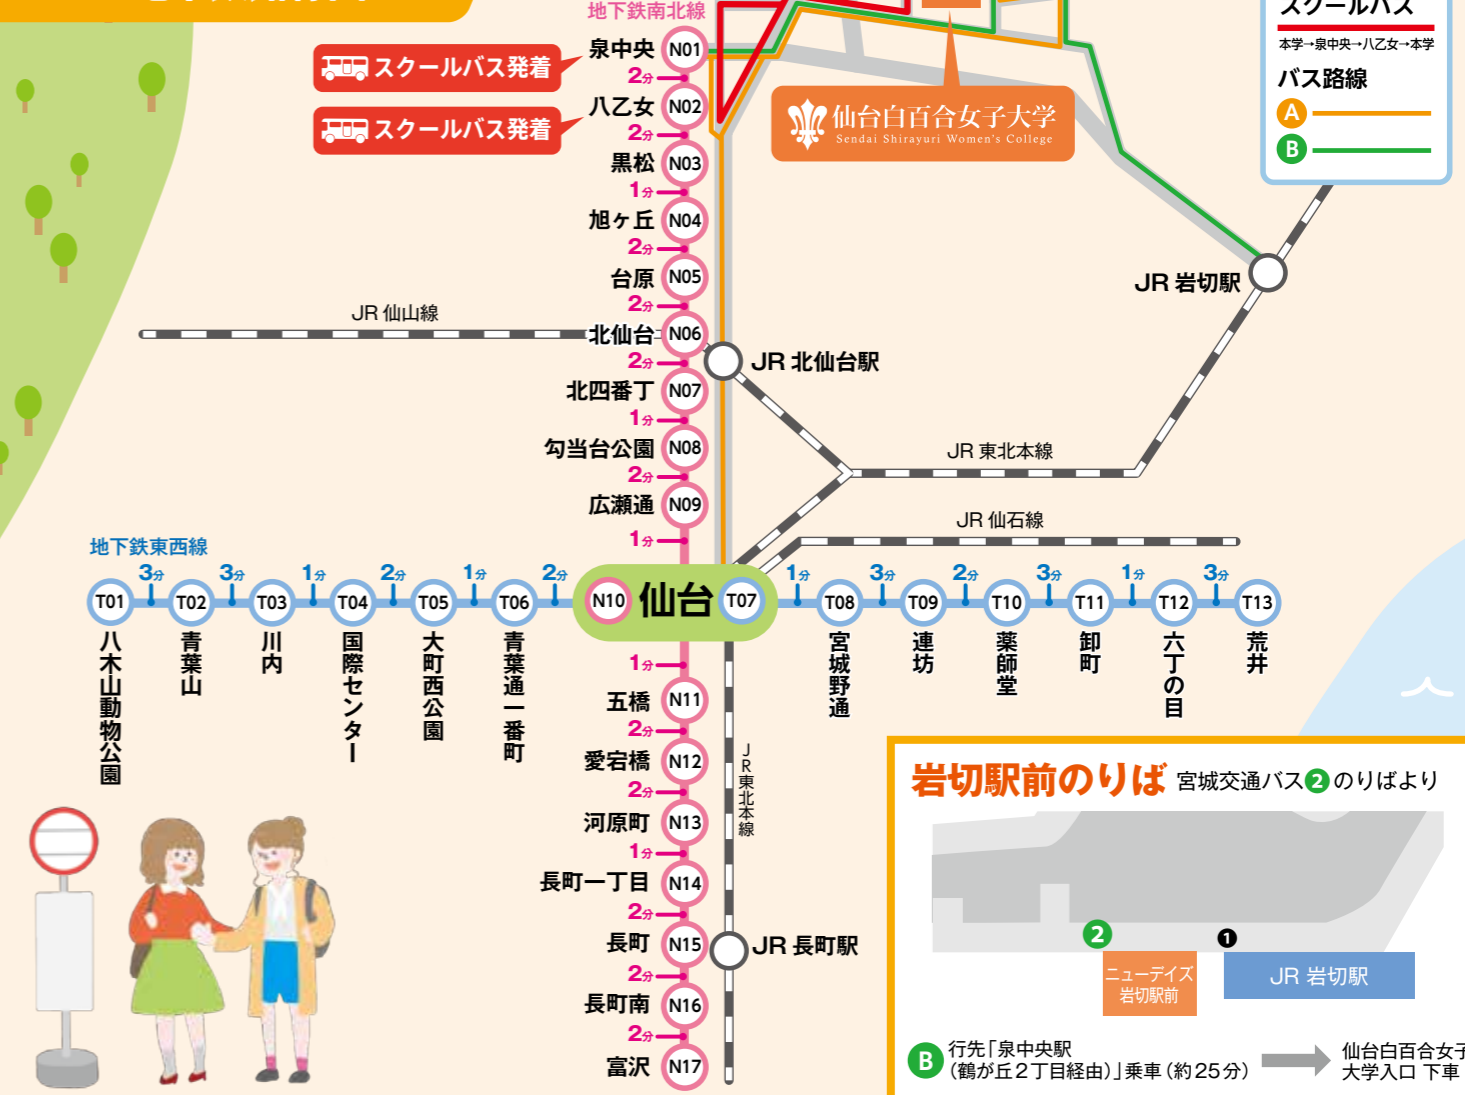 地下鉄南北線
スクールバス
本学→泉中央→八乙女→本学
バス路線
A
B
スクールバス発着
スクールバス発着
泉中央 N01
2分
八乙女 N02
2分
黒松 N03
1分
旭ヶ丘 N04
2分
台原 N05
2分
北仙台 N06
2分
北四番丁 N07
1分
勾当台公園 N08
2分
広瀬通 N09
1分
仙台白百合女子大学
Sendai Shirayuri Women's College
JR 岩切駅
JR 仙山線
JR 北仙台駅
JR 東北本線
JR 仙石線
地下鉄東西線
3分 3分 1分 2分 1分 2分 1分 3分 2分 3分 1分 3分
T01 T02 T03 T04 T05 T06 N10 仙台 T07 T08 T09 T10 T11 T12 T13
八木山動物公園
青葉山
川内
国際センター
大町西公園
青葉通一番町
宮城野通
連坊
薬師堂
卸町
六丁の目
荒井
1分
五橋 N11
2分
愛宕橋 N12
2分
河原町 N13
1分
長町一丁目 N14
2分
長町 N15
2分
長町南 N16
2分
富沢 N17
JR東北本線
JR 長町駅
岩切駅前のりば 宮城交通バス2のりばより
2
1
ニューデイズ
岩切駅前
JR 岩切駅
B
行先「泉中央駅
(鶴が丘2丁目経由)」乗車(約25分)
仙台白百合女子
大学入口 下車